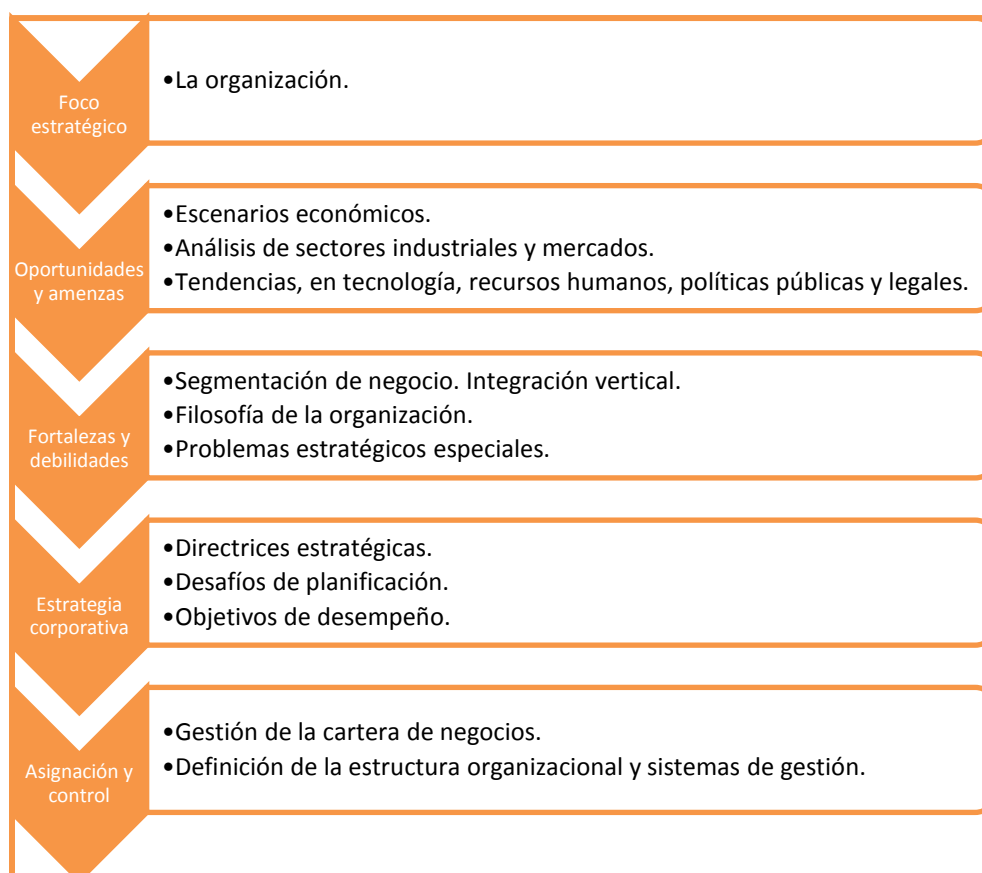 Foco
estratégico
•La organización.
Oportunidades
y amenzas
•Escenarios económicos.
•Análisis de sectores industriales y mercados.
•Tendencias, en tecnología, recursos humanos, políticas públicas y legales.
Fortalezas y
debilidades
•Segmentación de negocio. Integración vertical.
•Filosofía de la organización.
•Problemas estratégicos especiales.
Estrategia
corporativa
•Directrices estratégicas.
•Desafíos de planificación.
•Objetivos de desempeño.
Asignación y
control
•Gestión de la cartera de negocios.
•Definición de la estructura organizacional y sistemas de gestión.